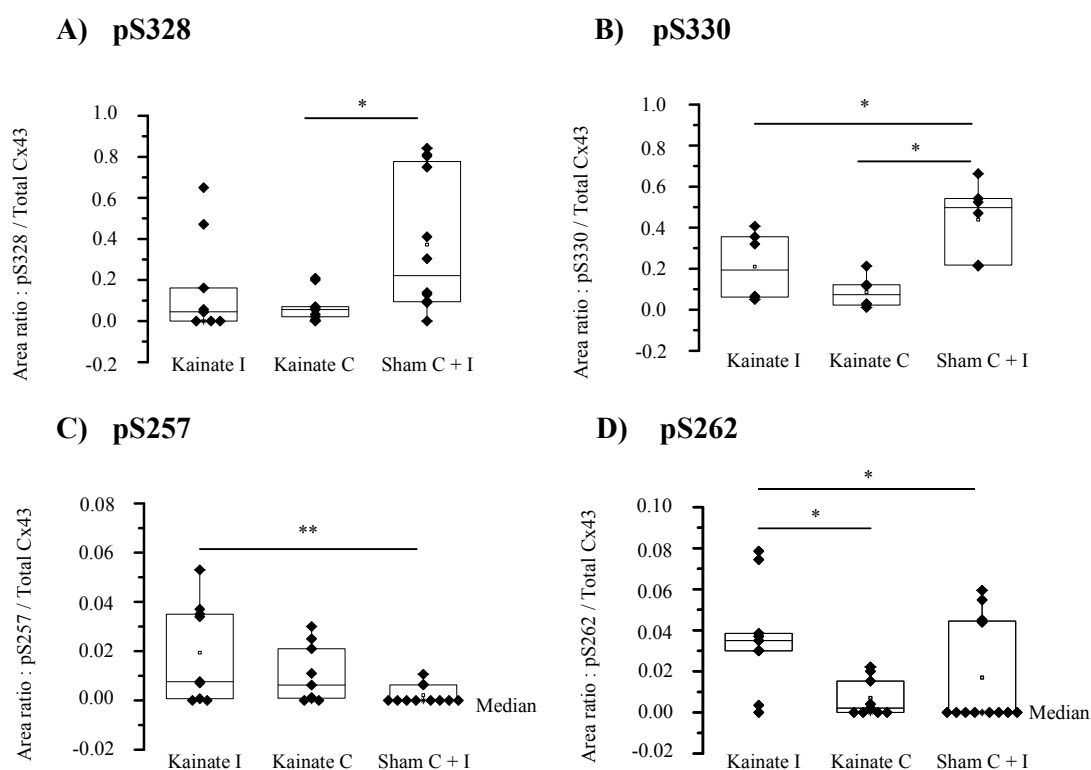 A) pS328
B) pS330
*
1.0
0.8
0.6
0.4
0.2
0.0
-0.2
Area ratio : pS328 / Total Cx43
Kainate I Kainate C Sham C + I
*
*
1.0
0.8
0.6
0.4
0.2
0.0
-0.2
Area ratio : pS330 / Total Cx43
Kainate I Kainate C Sham C + I
C) pS257
D) pS262
**
0.08
0.06
0.04
0.02
0.00
-0.02
Area ratio : pS257 / Total Cx43
Median
Kainate I Kainate C Sham C + I
*
*
0.10
0.08
0.06
0.04
0.02
0.00
-0.02
Area ratio : pS262 / Total Cx43
Median
Kainate I Kainate C Sham C + I